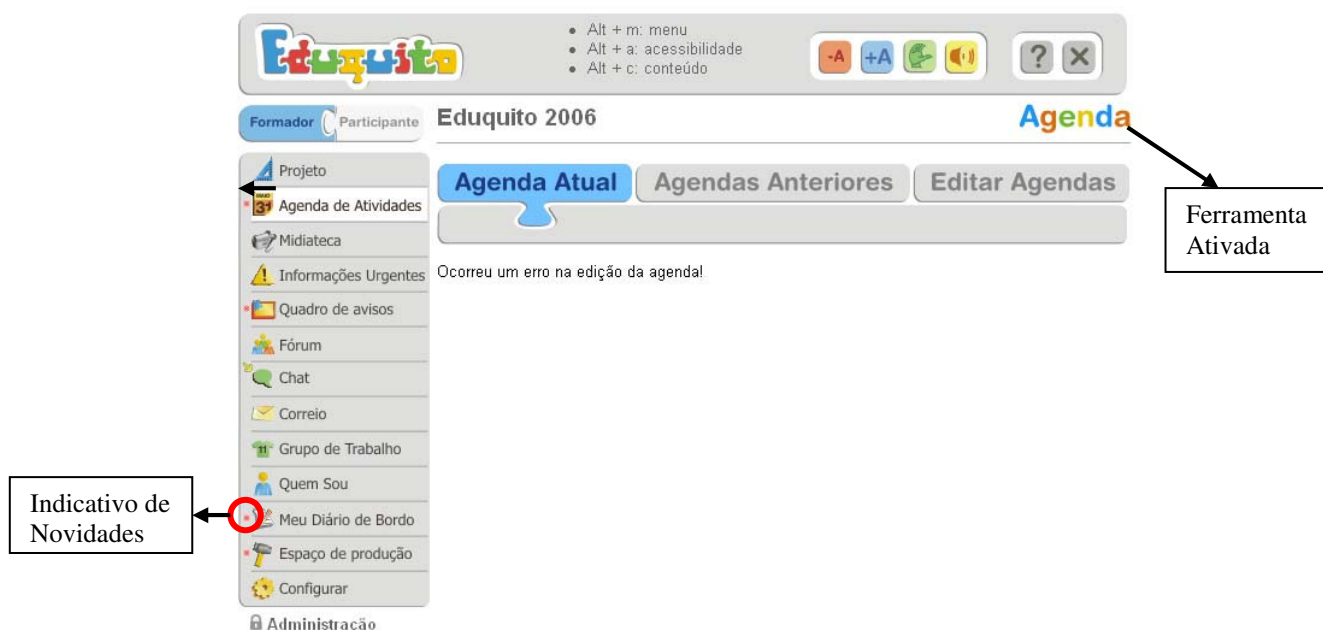 Eduquito
Alt + m: menu
Alt + a: acessibilidade
Alt + c: conteúdo
-A +A ? X
Formador Participante
Eduquito 2006
Agenda
Projeto
Agenda de Atividades
Midiateca
Informações Urgentes
Quadro de avisos
Fórum
Chat
Correio
Grupo de Trabalho
Quem Sou
Meu Diário de Bordo
Espaço de produção
Configurar
Administração
Agenda Atual Agendas Anteriores Editar Agendas
Ocorreu um erro na edição da agenda!
Ferramenta
Ativada
Indicativo de
Novidades
31
11